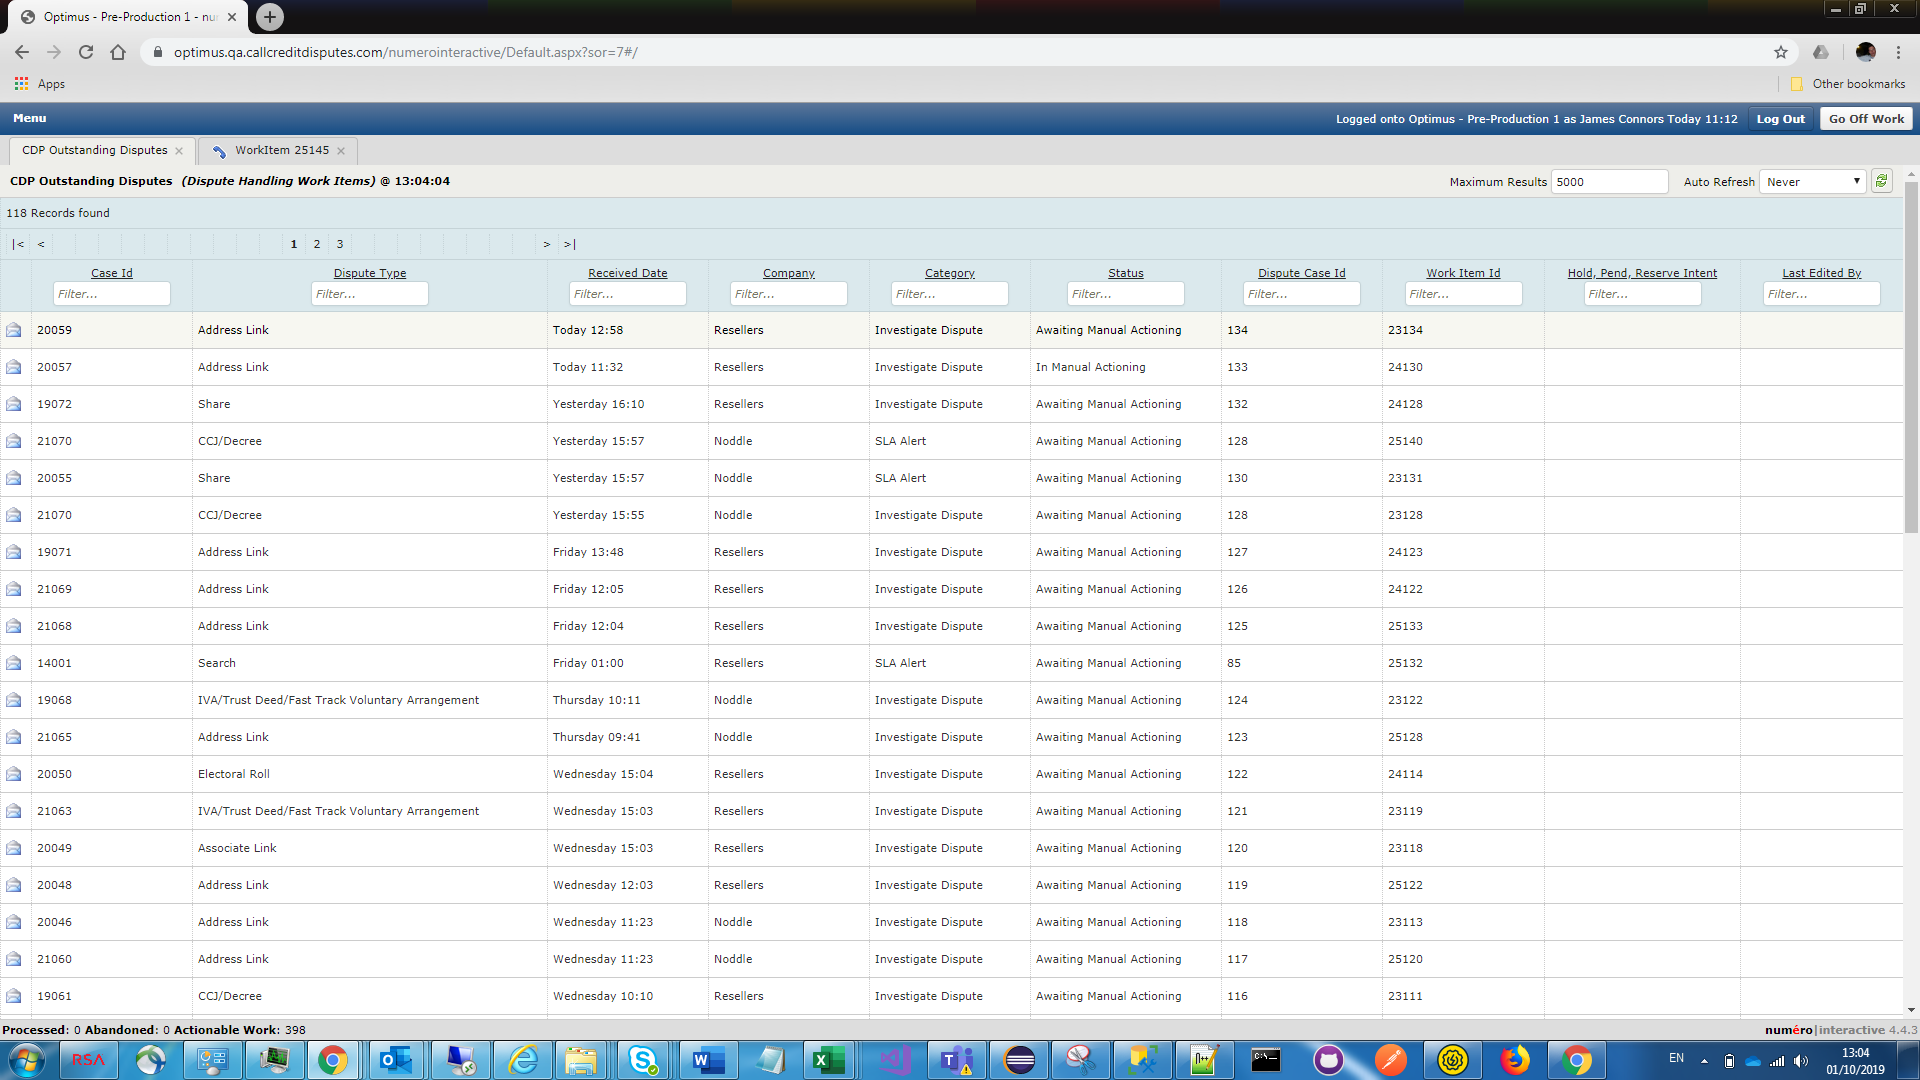 Optimus - Pre-Production 1 - nu
optimus.qa.callcreditdisputes.com/numerointeractive/Default.aspx?sor=7#/
Apps
Other bookmarks
Menu
Logged onto Optimus - Pre-Production 1 as James Connors Today 11:12 Log Out Go Off Work
CDP Outstanding Disputes WorkItem 25145
CDP Outstanding Disputes (Dispute Handling Work Items) @ 13:04:04 Maximum Results 5000 Auto Refresh Never
118 Records found
|< < 1 2 3 > >|
Case Id Dispute Type Received Date Company Category Status Dispute Case Id Work Item Id Hold, Pend, Reserve Intent Last Edited By
Filter... Filter... Filter... Filter... Filter... Filter... Filter... Filter... Filter... Filter...
20059 Address Link Today 12:58 Resellers Investigate Dispute Awaiting Manual Actioning 134 23134
20057 Address Link Today 11:32 Resellers Investigate Dispute In Manual Actioning 133 24130
19072 Share Yesterday 16:10 Resellers Investigate Dispute Awaiting Manual Actioning 132 24128
21070 CCJ/Decree Yesterday 15:57 Noddle SLA Alert Awaiting Manual Actioning 128 25140
20055 Share Yesterday 15:57 Noddle SLA Alert Awaiting Manual Actioning 130 23131
21070 CCJ/Decree Yesterday 15:55 Noddle Investigate Dispute Awaiting Manual Actioning 128 23128
19071 Address Link Friday 13:48 Resellers Investigate Dispute Awaiting Manual Actioning 127 24123
21069 Address Link Friday 12:05 Resellers Investigate Dispute Awaiting Manual Actioning 126 24122
21068 Address Link Friday 12:04 Resellers Investigate Dispute Awaiting Manual Actioning 125 25133
14001 Search Friday 01:00 Resellers SLA Alert Awaiting Manual Actioning 85 25132
19068 IVA/Trust Deed/Fast Track Voluntary Arrangement Thursday 10:11 Noddle Investigate Dispute Awaiting Manual Actioning 124 23122
21065 Address Link Thursday 09:41 Noddle Investigate Dispute Awaiting Manual Actioning 123 25128
20050 Electoral Roll Wednesday 15:04 Resellers Investigate Dispute Awaiting Manual Actioning 122 24114
21063 IVA/Trust Deed/Fast Track Voluntary Arrangement Wednesday 15:03 Resellers Investigate Dispute Awaiting Manual Actioning 121 23119
20049 Associate Link Wednesday 15:03 Resellers Investigate Dispute Awaiting Manual Actioning 120 23118
20048 Address Link Wednesday 12:03 Resellers Investigate Dispute Awaiting Manual Actioning 119 25122
20046 Address Link Wednesday 11:23 Noddle Investigate Dispute Awaiting Manual Actioning 118 23113
21060 Address Link Wednesday 11:23 Noddle Investigate Dispute Awaiting Manual Actioning 117 25120
19061 CCJ/Decree Wednesday 10:10 Resellers Investigate Dispute Awaiting Manual Actioning 116 23111
Processed: 0 Abandoned: 0 Actionable Work: 398 numéro|interactive 4.4.3
RSA
EN 13:04
01/10/2019